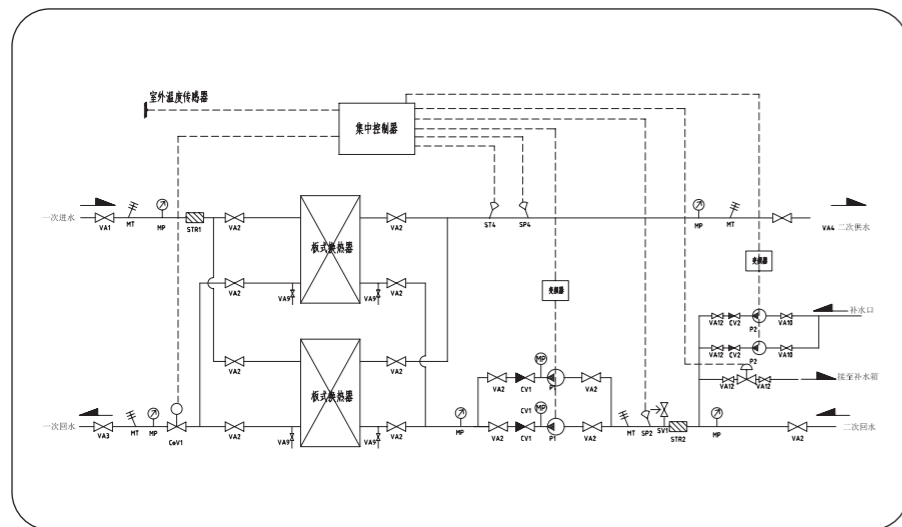 室外温度传感器
集中控制器
一次进水
VA1
MT
MP
STR1
VA2
板式换热器
VA2
ST4
SP4
MP
MT
VA4 二次供水
变频器
变频器
VA2
VA9
VA9
VA2
补水口
VA12
CV2
P2
VA10
VA12
CV2
P2
VA10
VA2
板式换热器
VA2
MP
VA2
CV1
P1
VA2
VA12
VA12
接至补水箱
一次回水
VA3
MT
MP
CoV1
VA2
VA9
VA9
VA2
MP
VA2
CV1
MP
CV1
P1
VA2
MT
SP2
SV1
STR2
MP
VA2
二次回水